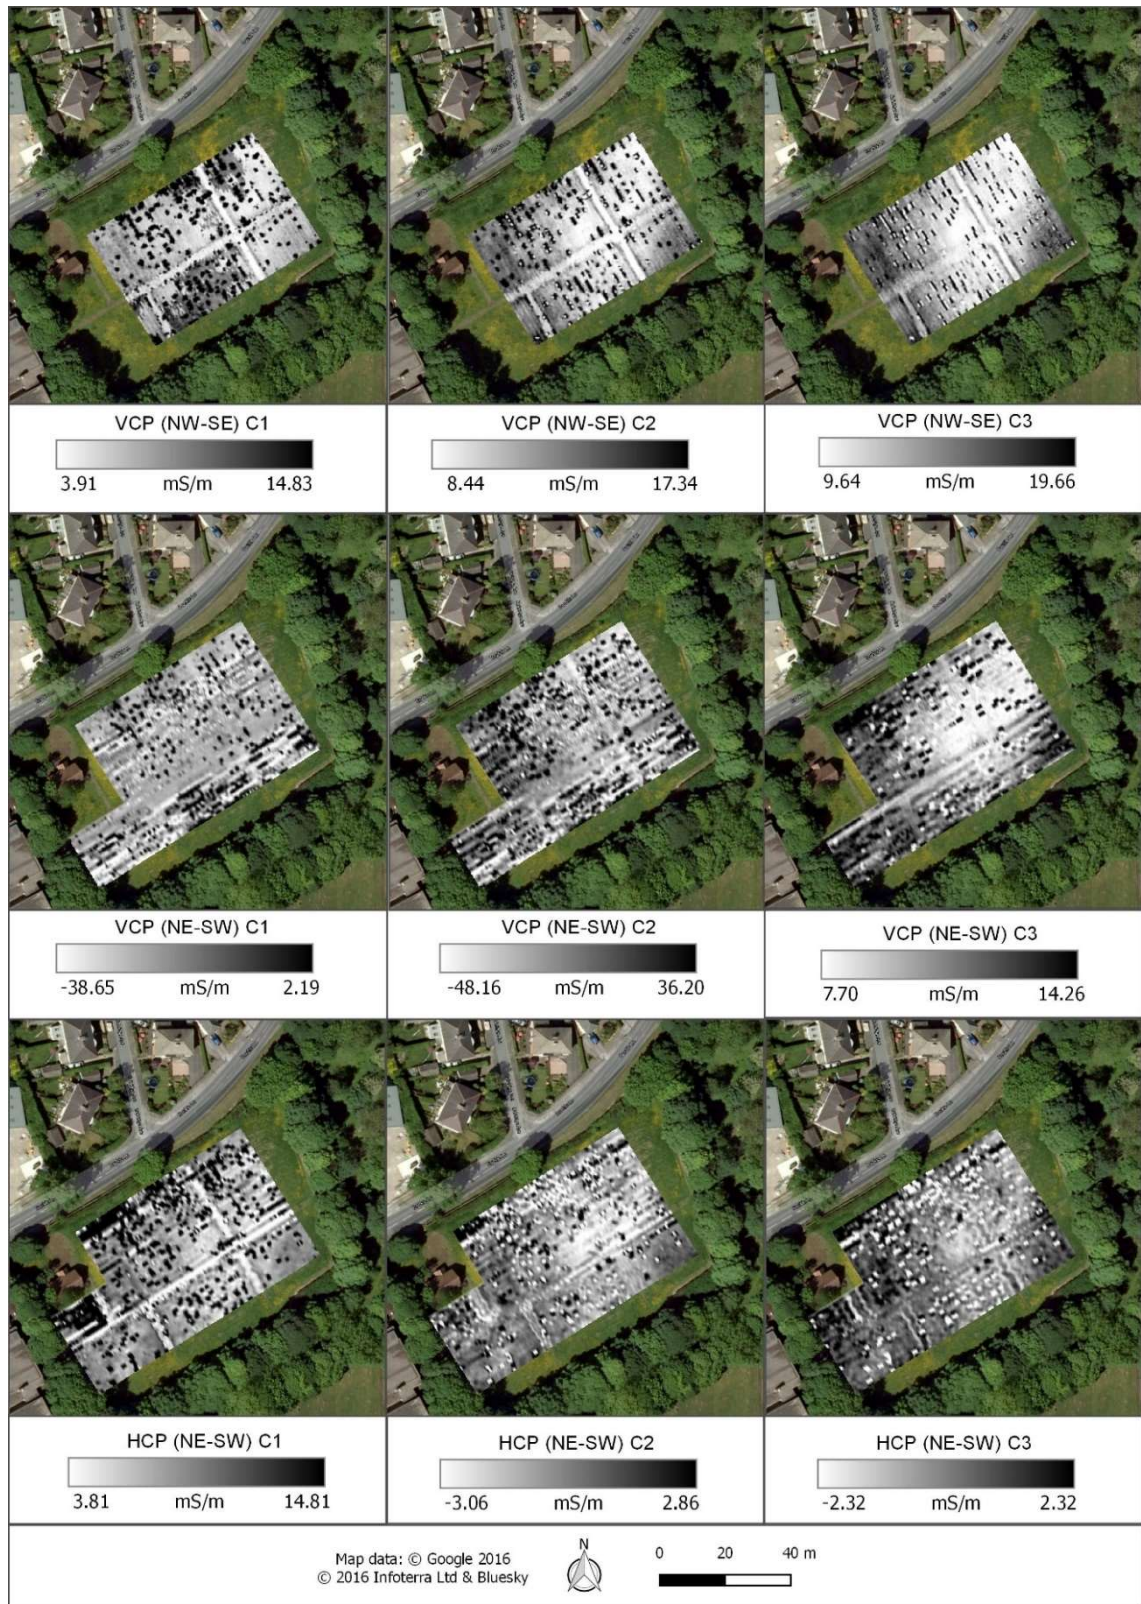 VCP (NW-SE) C1
3.91 mS/m 14.83
VCP (NW-SE) C2
8.44 mS/m 17.34
VCP (NW-SE) C3
9.64 mS/m 19.66
VCP (NE-SW) C1
-38.65 mS/m 2.19
VCP (NE-SW) C2
-48.16 mS/m 36.20
VCP (NE-SW) C3
7.70 mS/m 14.26
HCP (NE-SW) C1
3.81 mS/m 14.81
HCP (NE-SW) C2
-3.06 mS/m 2.86
HCP (NE-SW) C3
-2.32 mS/m 2.32
Map data: © Google 2016
© 2016 Infoterra Ltd & Bluesky
N
0 20 40 m